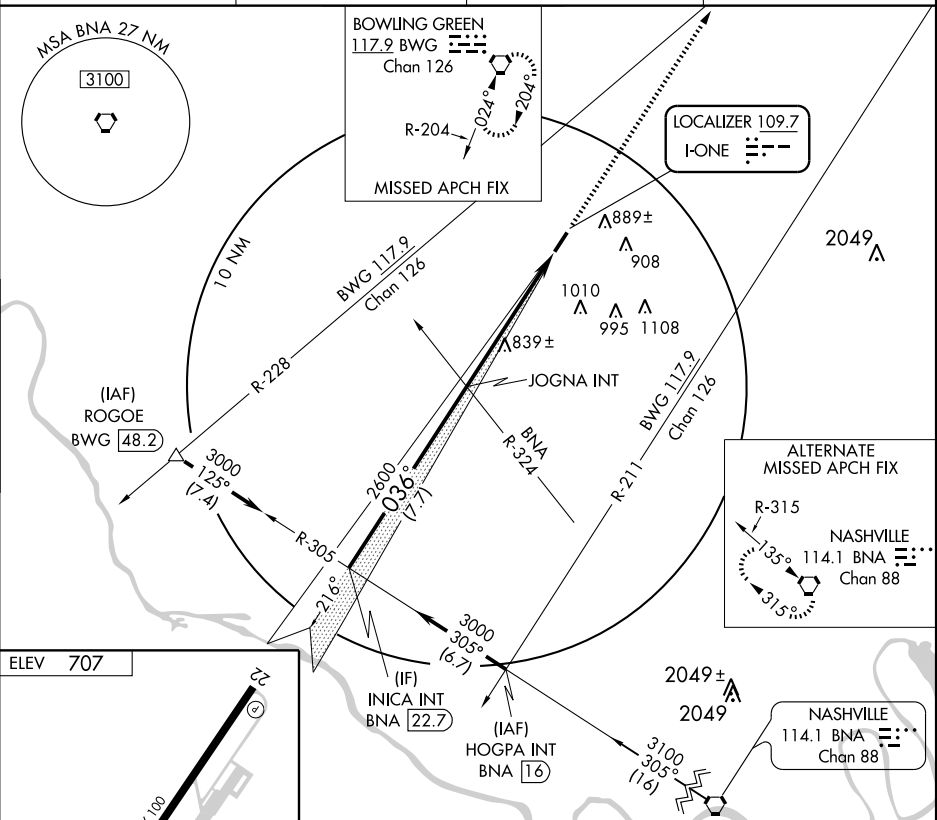 MSA BNA 27 NM
3100
BOWLING GREEN
117.9 BWG
Chan 126
024°
204°
R-204
MISSED APCH FIX
LOCALIZER 109.7
I-ONE
889±
908
2049
10 NM
BWG 117.9
Chan 126
1010
995
1108
839±
JOGNA INT
R-228
BNA
R-324
BWG 117.9
Chan 126
R-211
(IAF)
ROGOE
BWG 48.2
3000
125°
(7.4)
2600
036°
(7.7)
R-305
216°
ALTERNATE
MISSED APCH FIX
R-315
135°
315°
NASHVILLE
114.1 BNA
Chan 88
3000
305°
(6.7)
(IF)
INICA INT
BNA 22.7
(IAF)
HOGPA INT
BNA 16
2049±
2049
3100
305°
(16)
NASHVILLE
114.1 BNA
Chan 88
ELEV 707
22
P
100